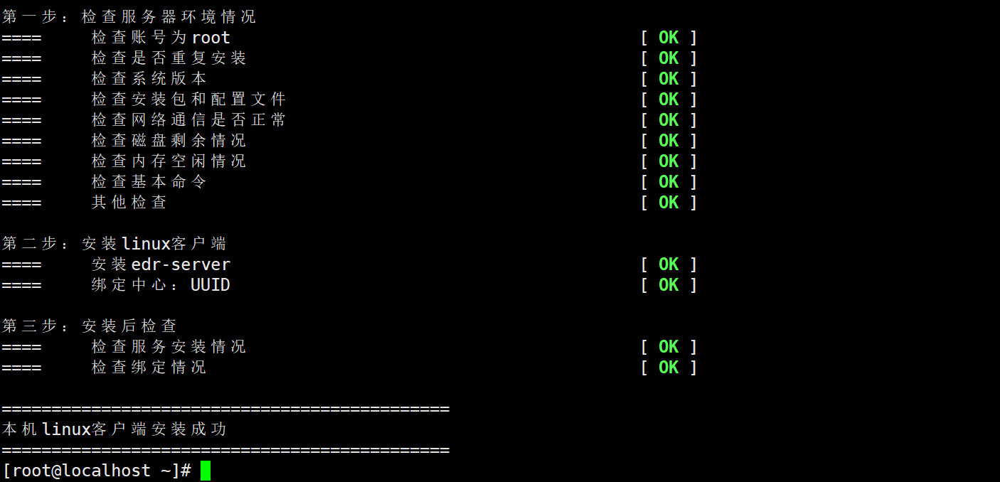 第一步：检查服务器环境情况
==== 检查账号为root [ OK ]
==== 检查是否重复安装 [ OK ]
==== 检查系统版本 [ OK ]
==== 检查安装包和配置文件 [ OK ]
==== 检查网络通信是否正常 [ OK ]
==== 检查磁盘剩余情况 [ OK ]
==== 检查内存空闲情况 [ OK ]
==== 检查基本命令 [ OK ]
==== 其他检查 [ OK ]
第二步：安装linux客户端
==== 安装edr-server [ OK ]
==== 绑定中心：UUID [ OK ]
第三步：安装后检查
==== 检查服务安装情况 [ OK ]
==== 检查绑定情况 [ OK ]
=============================================
本机linux客户端安装成功
=============================================
[root@localhost ~]#